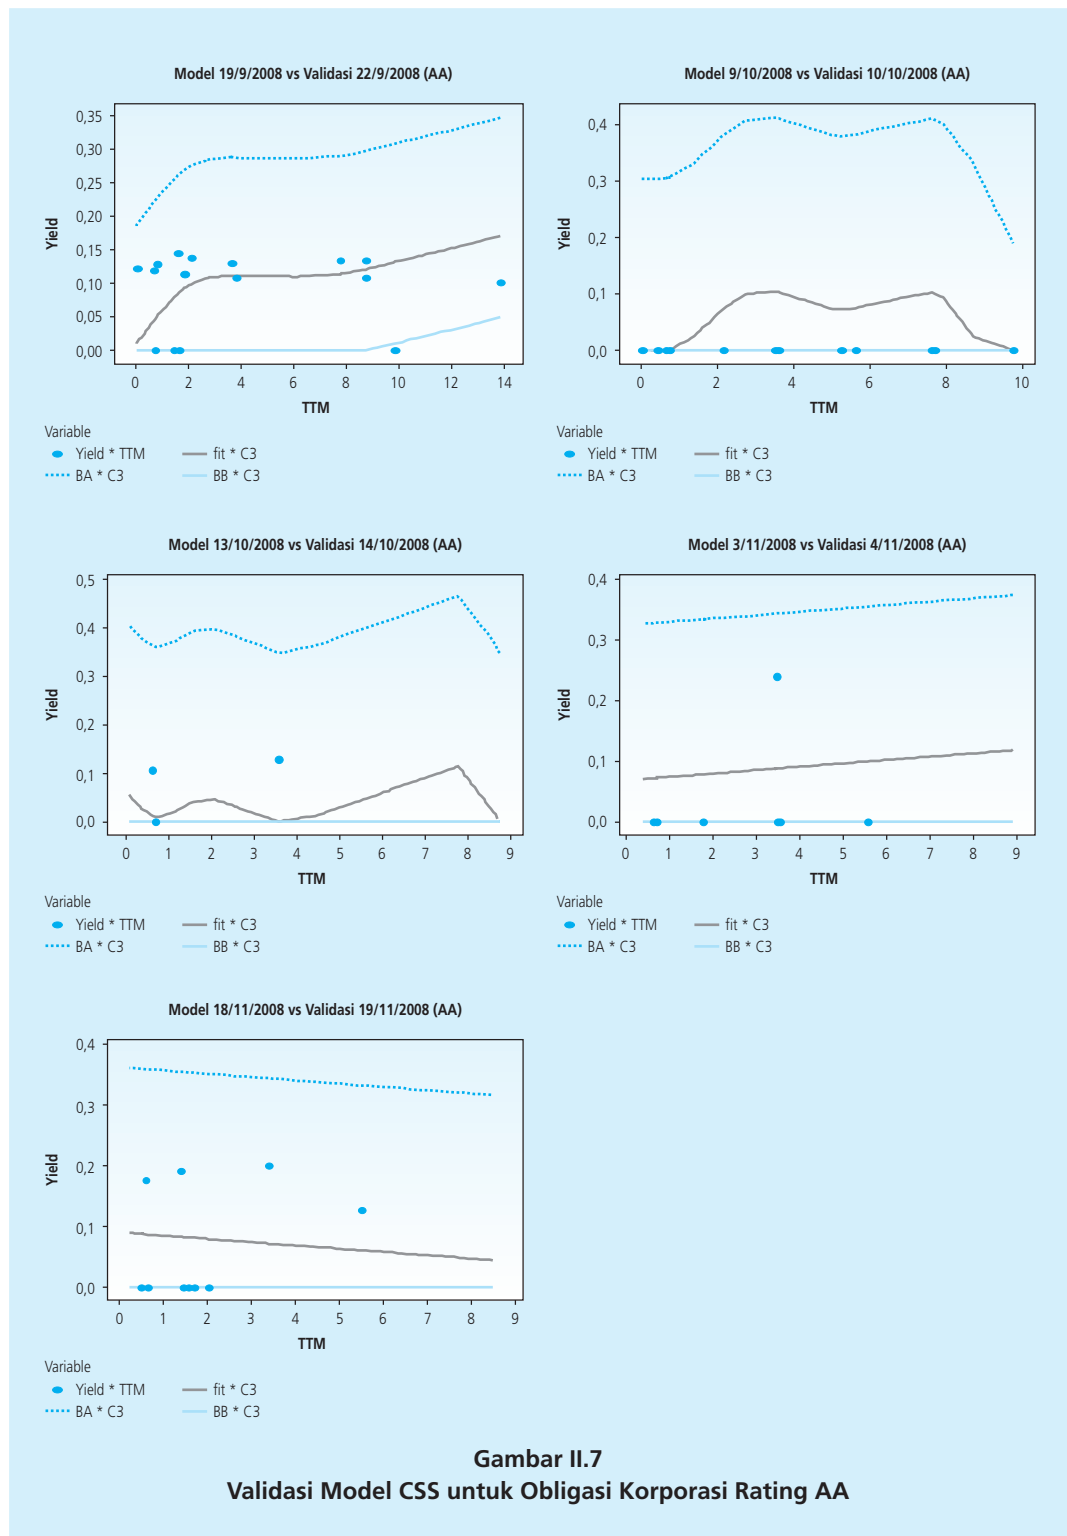 Model 19/9/2008 vs Validasi 22/9/2008 (AA)
Yield
0,35
0,30
0,25
0,20
0,15
0,10
0,05
0,00
0 2 4 6 8 10 12 14
TTM
Variable
Yield * TTM fit * C3
BA * C3 BB * C3
Model 9/10/2008 vs Validasi 10/10/2008 (AA)
Yield
0,4
0,3
0,2
0,1
0,0
0 2 4 6 8 10
TTM
Variable
Yield * TTM fit * C3
BA * C3 BB * C3
Model 13/10/2008 vs Validasi 14/10/2008 (AA)
Yield
0,5
0,4
0,3
0,2
0,1
0,0
0 1 2 3 4 5 6 7 8 9
TTM
Variable
Yield * TTM fit * C3
BA * C3 BB * C3
Model 3/11/2008 vs Validasi 4/11/2008 (AA)
Yield
0,4
0,3
0,2
0,1
0,0
0 1 2 3 4 5 6 7 8 9
TTM
Variable
Yield * TTM fit * C3
BA * C3 BB * C3
Model 18/11/2008 vs Validasi 19/11/2008 (AA)
Yield
0,4
0,3
0,2
0,1
0,0
0 1 2 3 4 5 6 7 8 9
TTM
Variable
Yield * TTM fit * C3
BA * C3 BB * C3
Gambar II.7
Validasi Model CSS untuk Obligasi Korporasi Rating AA